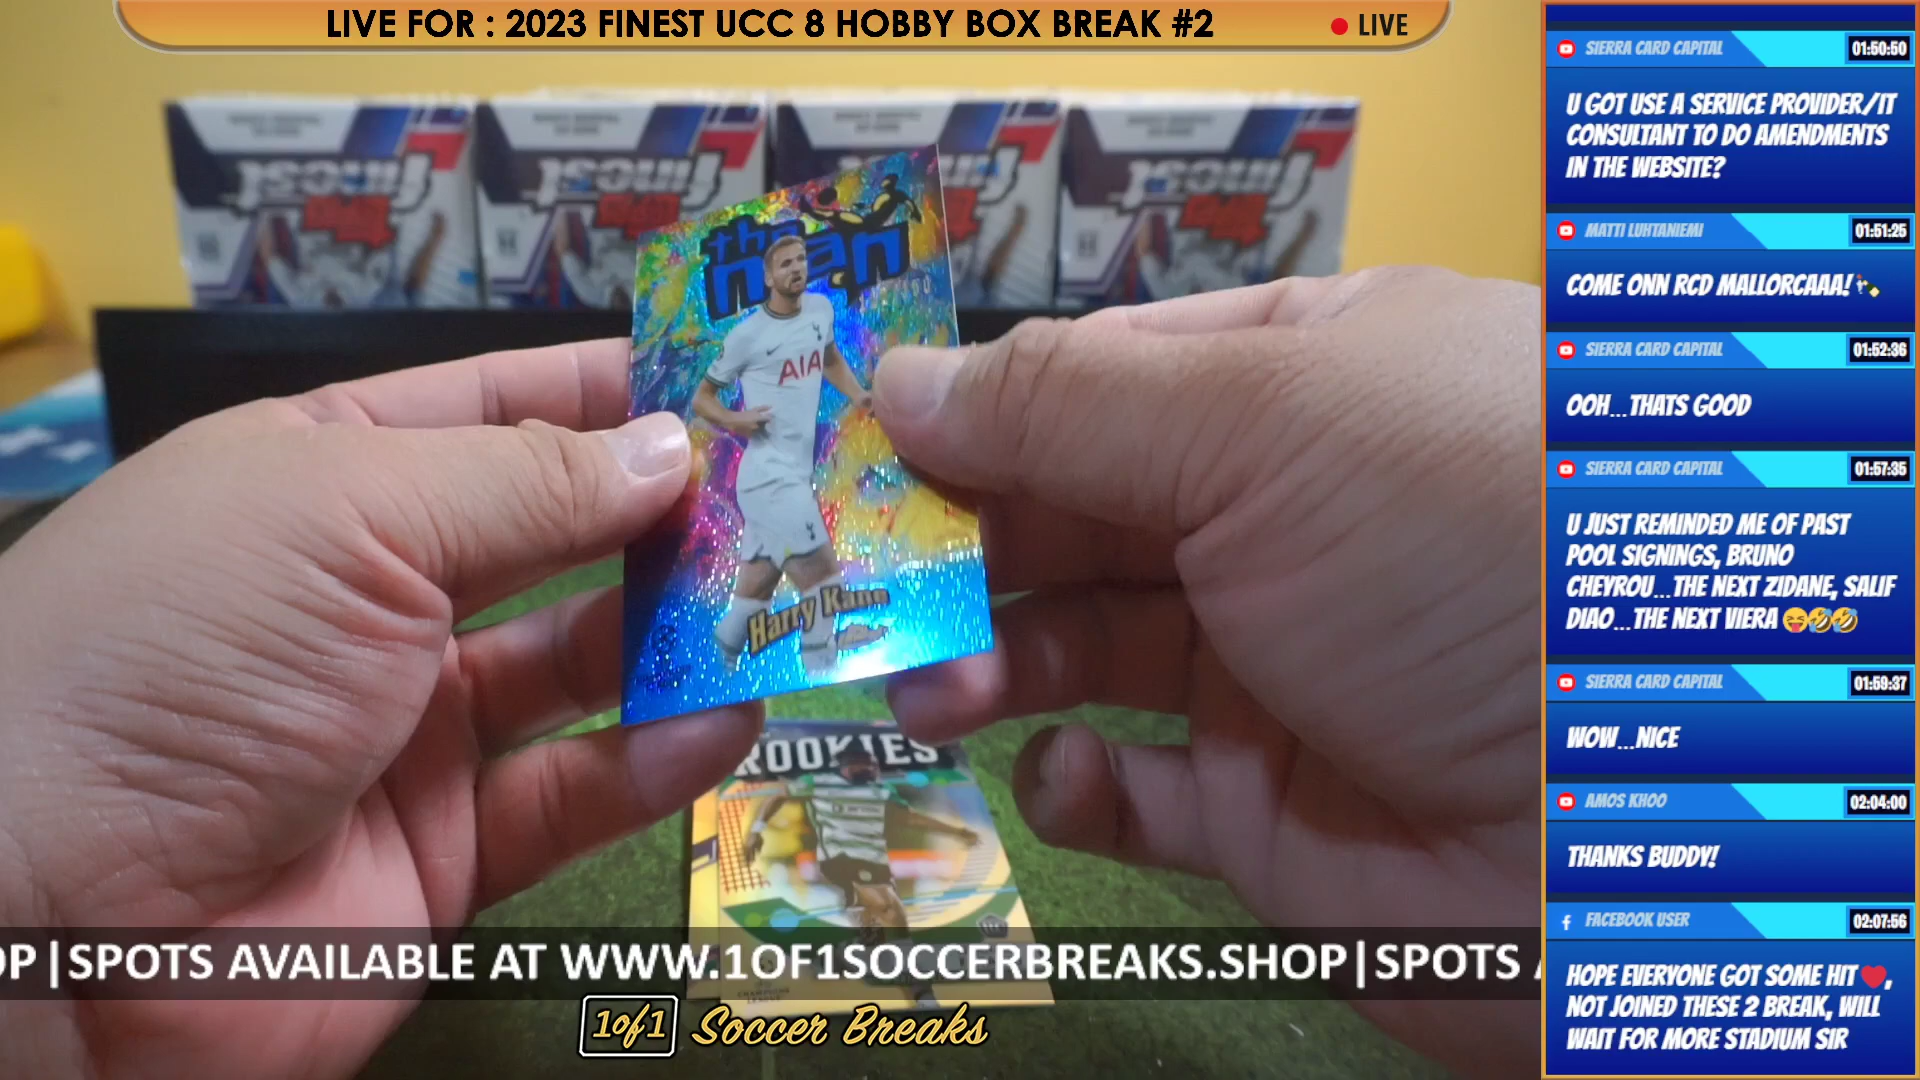 LIVE FOR : 2023 FINEST UCC 8 HOBBY BOX BREAK #2
LIVE
the
man
AIA
Harry Kane
ROOKIES
OP | SPOTS AVAILABLE AT WWW.1OF1SOCCERBREAKS.SHOP | SPOTS
1of1 Soccer Breaks
SIERRA CARD CAPITAL 01:50:50
U GOT USE A SERVICE PROVIDER/IT
CONSULTANT TO DO AMENDMENTS
IN THE WEBSITE?
MATTI LUHTANIEMI 01:51:25
COME ONN RCD MALLORCAAA!
SIERRA CARD CAPITAL 01:52:36
OOH...THATS GOOD
SIERRA CARD CAPITAL 01:57:35
U JUST REMINDED ME OF PAST
POOL SIGNINGS, BRUNO
CHEYROU...THE NEXT ZIDANE, SALIF
DIAO...THE NEXT VIERA 😝🤣🤣
SIERRA CARD CAPITAL 01:59:37
WOW...NICE
AMOS KHOO 02:04:00
THANKS BUDDY!
FACEBOOK USER 02:07:56
HOPE EVERYONE GOT SOME HIT❤️,
NOT JOINED THESE 2 BREAK, WILL
WAIT FOR MORE STADIUM SIR